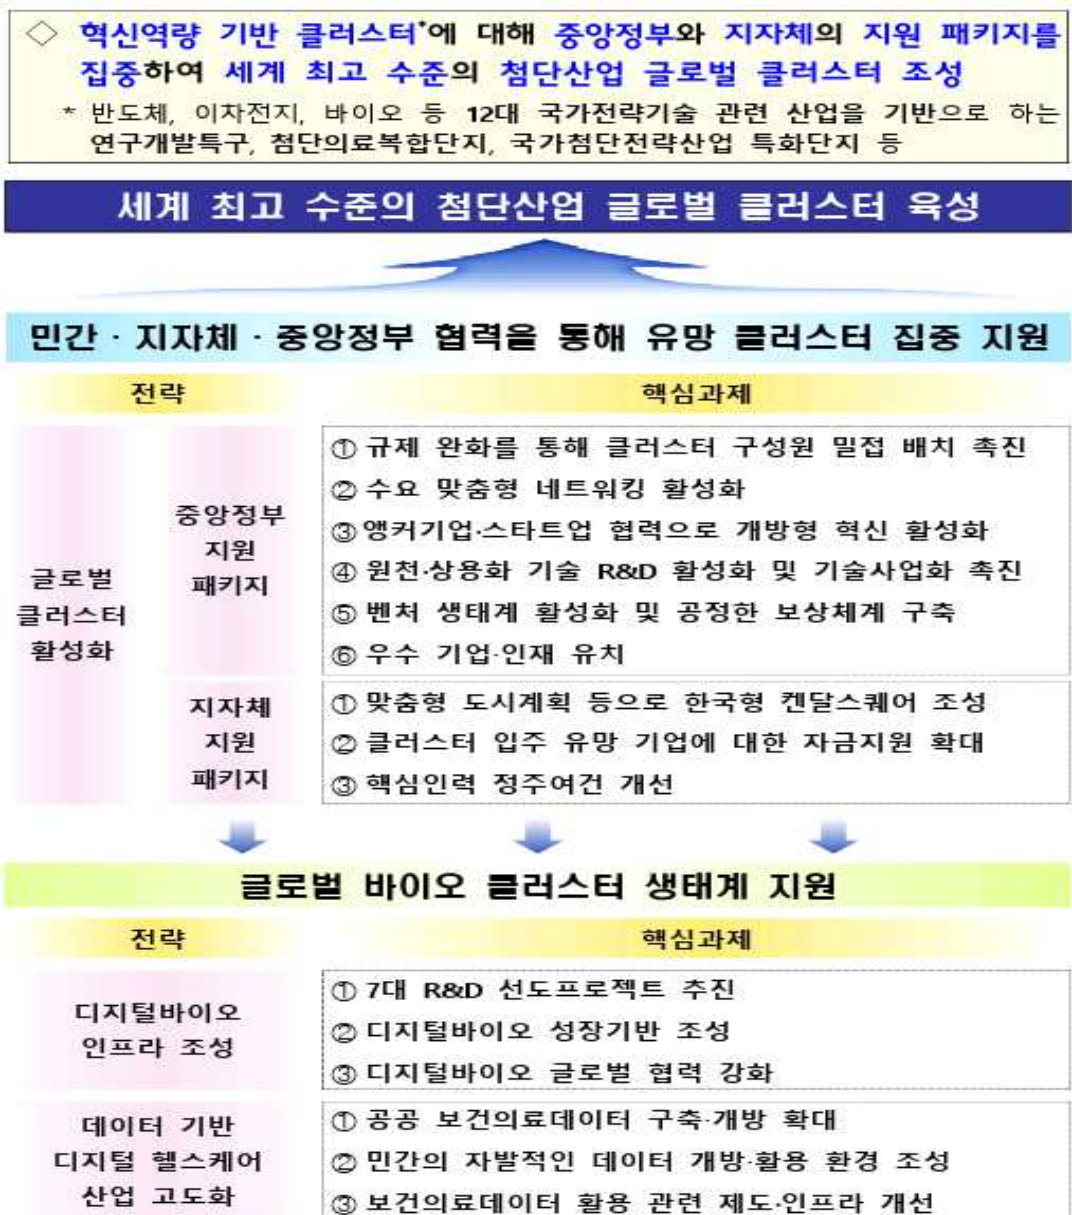 ◇ 혁신역량 기반 클러스터*에 대해 중앙정부와 지자체의 지원 패키지를
집중하여 세계 최고 수준의 첨단산업 글로벌 클러스터 조성
* 반도체, 이차전지, 바이오 등 12대 국가전략기술 관련 산업을 기반으로 하는
연구개발특구, 첨단의료복합단지, 국가첨단전략산업 특화단지 등
세계 최고 수준의 첨단산업 글로벌 클러스터 육성
민간·지자체·중앙정부 협력을 통해 유망 클러스터 집중 지원
전략
핵심과제
글로벌
클러스터
활성화
중앙정부
지원
패키지
① 규제 완화를 통해 클러스터 구성원 밀접 배치 촉진
② 수요 맞춤형 네트워킹 활성화
③ 앵커기업·스타트업 협력으로 개방형 혁신 활성화
④ 원천·상용화 기술 R&D 활성화 및 기술사업화 촉진
⑤ 벤처 생태계 활성화 및 공정한 보상체계 구축
⑥ 우수 기업·인재 유치
지자체
지원
패키지
① 맞춤형 도시계획 등으로 한국형 켄달스퀘어 조성
② 클러스터 입주 유망 기업에 대한 자금지원 확대
③ 핵심인력 정주여건 개선
글로벌 바이오 클러스터 생태계 지원
전략
핵심과제
디지털바이오
인프라 조성
① 7대 R&D 선도프로젝트 추진
② 디지털바이오 성장기반 조성
③ 디지털바이오 글로벌 협력 강화
데이터 기반
디지털 헬스케어
산업 고도화
① 공공 보건의료데이터 구축·개방 확대
② 민간의 자발적인 데이터 개방·활용 환경 조성
③ 보건의료데이터 활용 관련 제도·인프라 개선